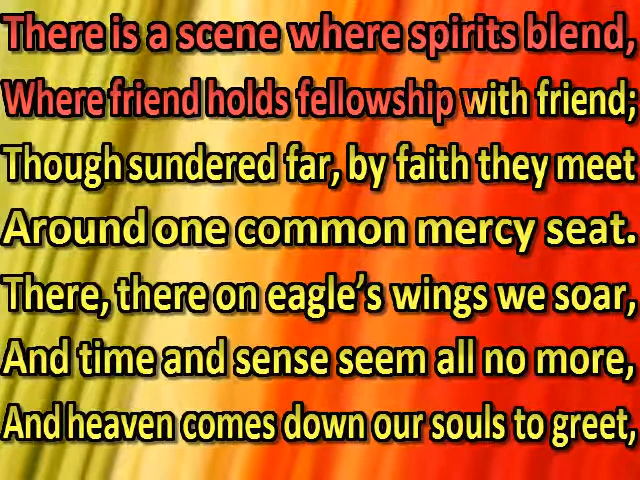 There is a scene where spirits blend,
Where friend holds fellowship with friend;
Though sundered far, by faith they meet
Around one common mercy seat.
There, there on eagle’s wings we soar,
And time and sense seem all no more,
And heaven comes down our souls to greet,